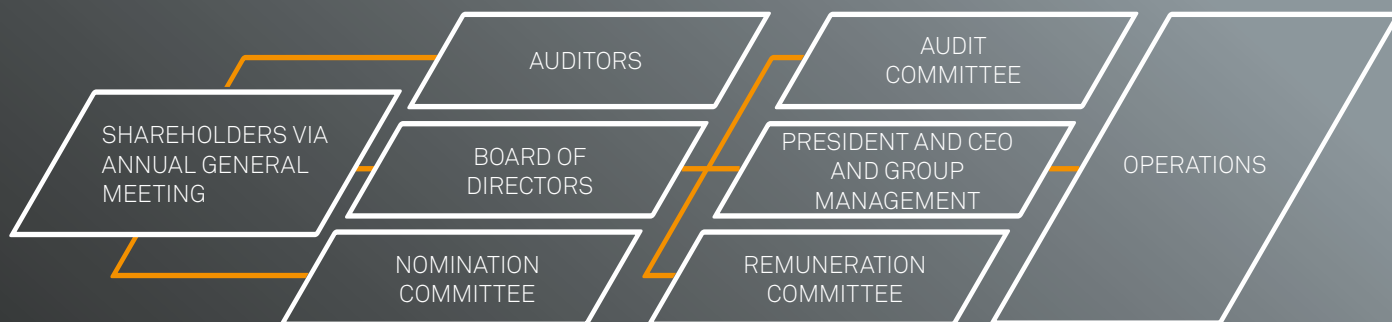 SHAREHOLDERS VIA
ANNUAL GENERAL
MEETING
AUDITORS
BOARD OF
DIRECTORS
NOMINATION
COMMITTEE
AUDIT
COMMITTEE
PRESIDENT AND CEO
AND GROUP
MANAGEMENT
REMUNERATION
COMMITTEE
OPERATIONS